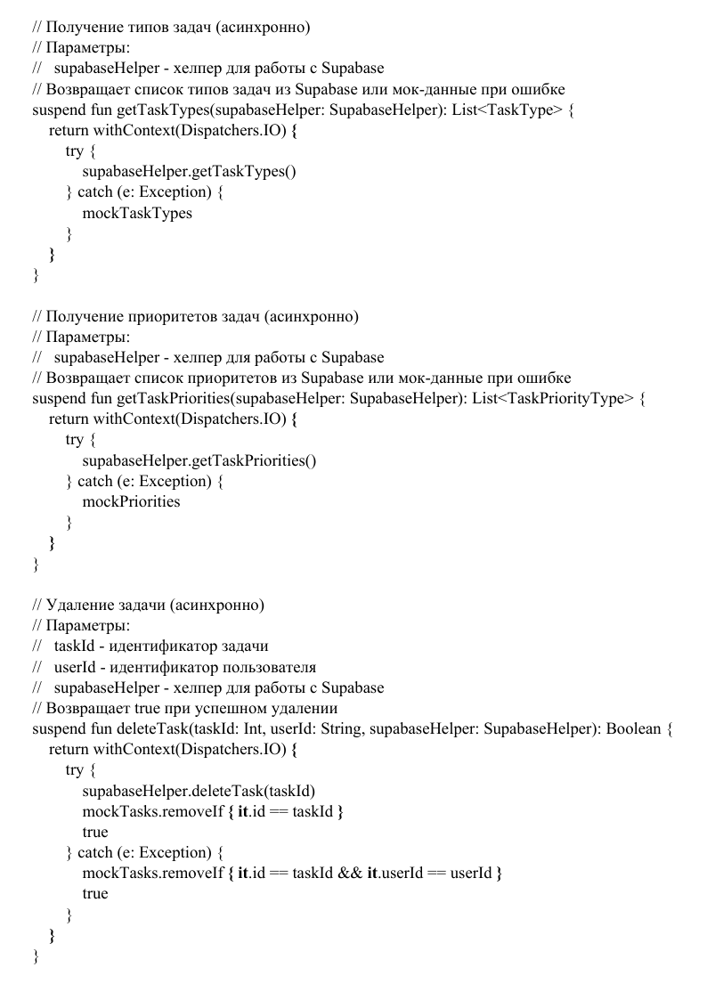 // Получение типов задач (асинхронно)
// Параметры:
//   supabaseHelper - хелпер для работы с Supabase
// Возвращает список типов задач из Supabase или мок-данные при ошибке
suspend fun getTaskTypes(supabaseHelper: SupabaseHelper): List<TaskType> {
    return withContext(Dispatchers.IO) {
        try {
            supabaseHelper.getTaskTypes()
        } catch (e: Exception) {
            mockTaskTypes
        }
    }
}

// Получение приоритетов задач (асинхронно)
// Параметры:
//   supabaseHelper - хелпер для работы с Supabase
// Возвращает список приоритетов из Supabase или мок-данные при ошибке
suspend fun getTaskPriorities(supabaseHelper: SupabaseHelper): List<TaskPriorityType> {
    return withContext(Dispatchers.IO) {
        try {
            supabaseHelper.getTaskPriorities()
        } catch (e: Exception) {
            mockPriorities
        }
    }
}

// Удаление задачи (асинхронно)
// Параметры:
//   taskId - идентификатор задачи
//   userId - идентификатор пользователя
//   supabaseHelper - хелпер для работы с Supabase
// Возвращает true при успешном удалении
suspend fun deleteTask(taskId: Int, userId: String, supabaseHelper: SupabaseHelper): Boolean {
    return withContext(Dispatchers.IO) {
        try {
            supabaseHelper.deleteTask(taskId)
            mockTasks.removeIf { it.id == taskId }
            true
        } catch (e: Exception) {
            mockTasks.removeIf { it.id == taskId && it.userId == userId }
            true
        }
    }
}